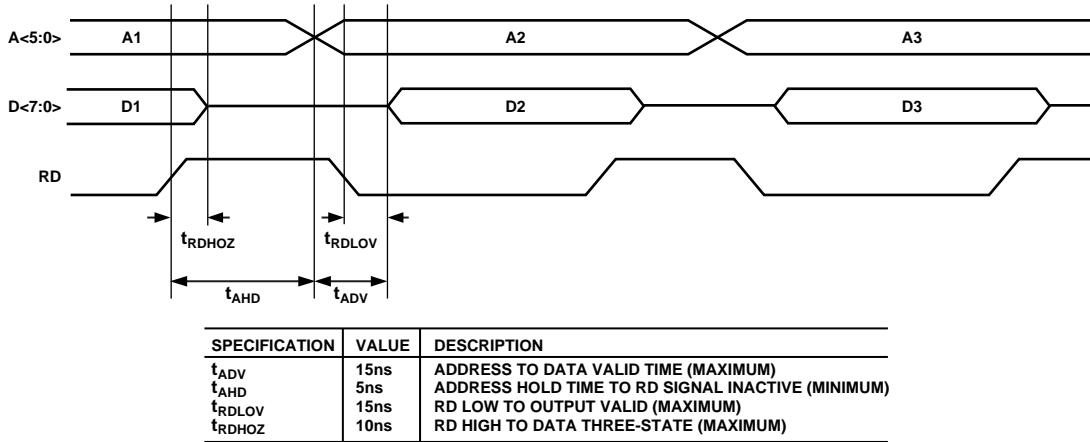 A<5:0> A1 A2 A3
D<7:0> D1 D2 D3
RD
tRDHOZ tRDLOV
tAHD tADV
SPECIFICATION VALUE DESCRIPTION
tADV 15ns ADDRESS TO DATA VALID TIME (MAXIMUM)
tAHD 5ns ADDRESS HOLD TIME TO RD SIGNAL INACTIVE (MINIMUM)
tRDLOV 15ns RD LOW TO OUTPUT VALID (MAXIMUM)
tRDHOZ 10ns RD HIGH TO DATA THREE-STATE (MAXIMUM)